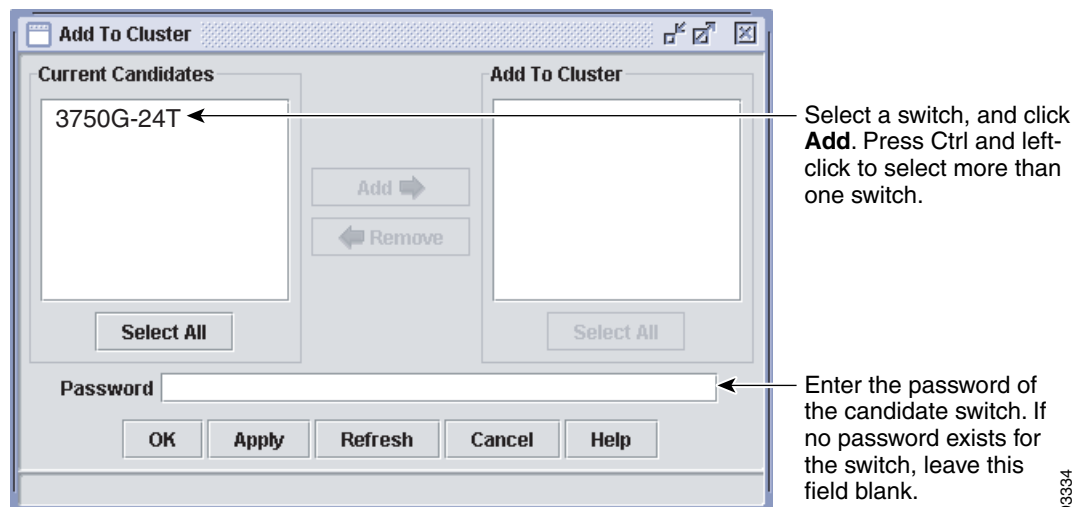 Add To Cluster
Current Candidates
Add To Cluster
3750G-24T
Add
Remove
Select All
Select All
Password
OK Apply Refresh Cancel Help
Select a switch, and click
Add. Press Ctrl and left-
click to select more than
one switch.
Enter the password of
the candidate switch. If
no password exists for
the switch, leave this
field blank.